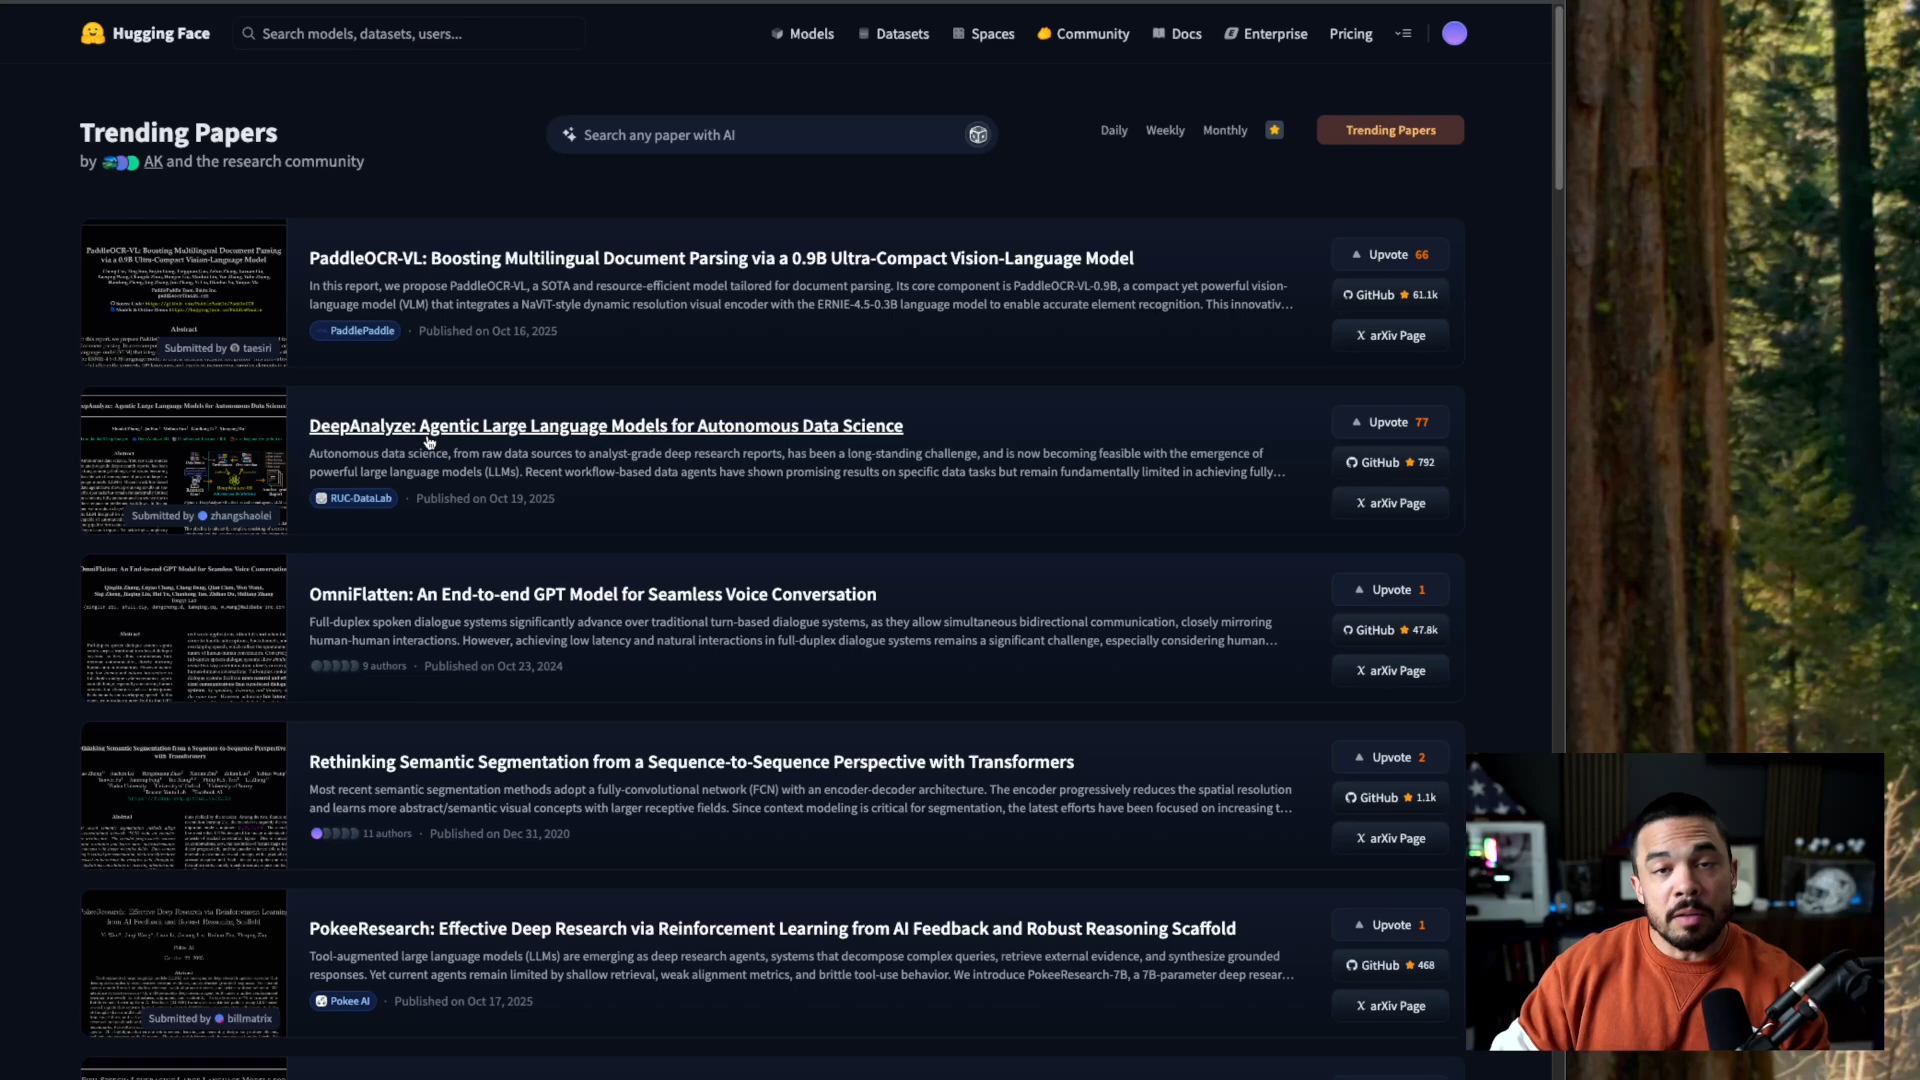 Hugging Face
Search models, datasets, users...
Models
Datasets
Spaces
Community
Docs
Enterprise
Pricing
Trending Papers
by AK and the research community
Search any paper with AI
Daily
Weekly
Monthly
Trending Papers
PaddleOCR-VL: Boosting Multilingual Document Parsing
via a 0.9B Ultra-Compact Vision-Language Model
Abstract
Submitted by taesiri
PaddleOCR-VL: Boosting Multilingual Document Parsing via a 0.9B Ultra-Compact Vision-Language Model
In this report, we propose PaddleOCR-VL, a SOTA and resource-efficient model tailored for document parsing. Its core component is PaddleOCR-VL-0.9B, a compact yet powerful vision-
language model (VLM) that integrates a NaViT-style dynamic resolution visual encoder with the ERNIE-4.5-0.3B language model to enable accurate element recognition. This innovativ...
PaddlePaddle · Published on Oct 16, 2025
Upvote 66
GitHub 61.1k
arXiv Page
Submitted by zhangshaolei
DeepAnalyze: Agentic Large Language Models for Autonomous Data Science
Autonomous data science, from raw data sources to analyst-grade deep research reports, has been a long-standing challenge, and is now becoming feasible with the emergence of
powerful large language models (LLMs). Recent workflow-based data agents have shown promising results on specific data tasks but remain fundamentally limited in achieving fully...
RUC-DataLab · Published on Oct 19, 2025
Upvote 77
GitHub 792
arXiv Page
OmniFlatten: An End-to-end GPT Model for Seamless Voice Conversation
Full-duplex spoken dialogue systems significantly advance over traditional turn-based dialogue systems, as they allow simultaneous bidirectional communication, closely mirroring
human-human interactions. However, achieving low latency and natural interactions in full-duplex dialogue systems remains a significant challenge, especially considering human...
9 authors · Published on Oct 23, 2024
Upvote 1
GitHub 47.8k
arXiv Page
Rethinking Semantic Segmentation from a Sequence-to-Sequence Perspective with Transformers
Most recent semantic segmentation methods adopt a fully-convolutional network (FCN) with an encoder-decoder architecture. The encoder progressively reduces the spatial resolution
and learns more abstract/semantic visual concepts with larger receptive fields. Since context modeling is critical for segmentation, the latest efforts have been focused on increasing t...
11 authors · Published on Dec 31, 2020
Upvote 2
GitHub 1.1k
arXiv Page
Submitted by billmatrix
PokeeResearch: Effective Deep Research via Reinforcement Learning from AI Feedback and Robust Reasoning Scaffold
Tool-augmented large language models (LLMs) are emerging as deep research agents, systems that decompose complex queries, retrieve external evidence, and synthesize grounded
responses. Yet current agents remain limited by shallow retrieval, weak alignment metrics, and brittle tool-use behavior. We introduce PokeeResearch-7B, a 7B-parameter deep resear...
Pokee AI · Published on Oct 17, 2025
Upvote 1
GitHub 468
arXiv Page